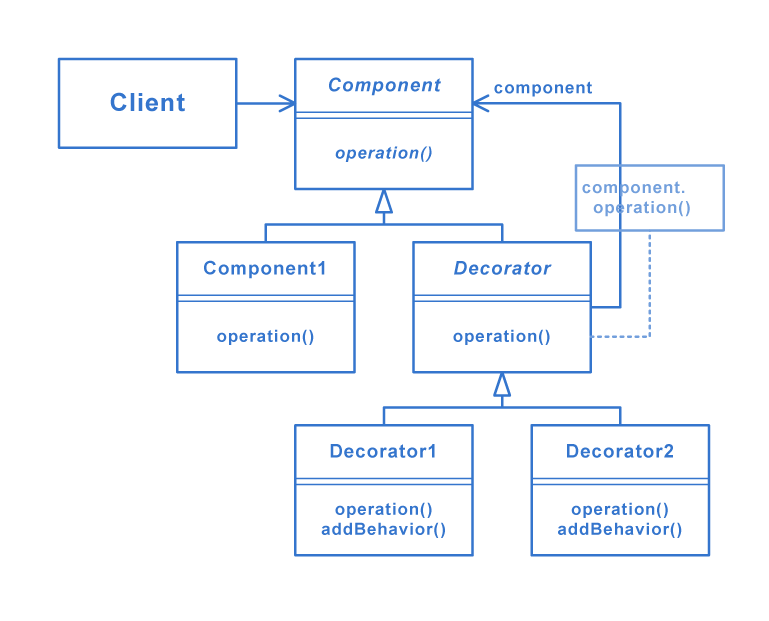 Client
Component
operation()
component
component.
operation()
Component1
operation()
Decorator
operation()
Decorator1
operation()
addBehavior()
Decorator2
operation()
addBehavior()